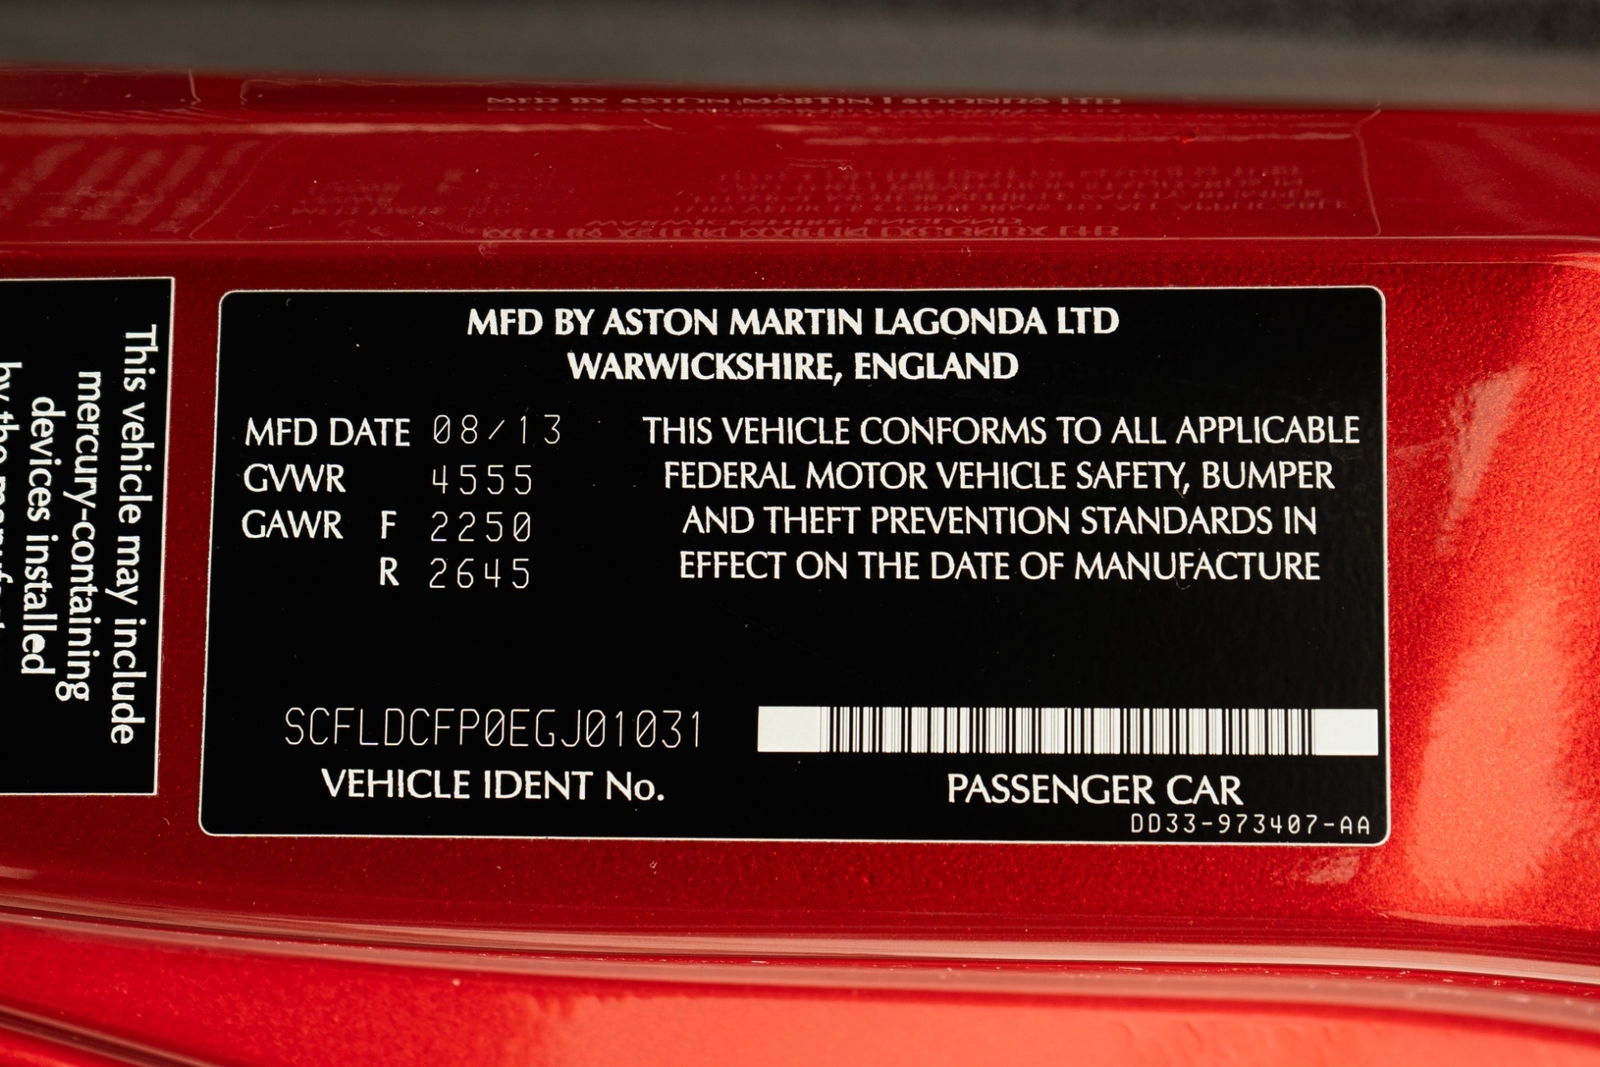 MFD BY ASTON MARTIN LAGONDA LTD
WARWICKSHIRE, ENGLAND
MFD DATE 08/13
GVWR 4555
GAWR F 2250
R 2645
THIS VEHICLE CONFORMS TO ALL APPLICABLE
FEDERAL MOTOR VEHICLE SAFETY, BUMPER
AND THEFT PREVENTION STANDARDS IN
EFFECT ON THE DATE OF MANUFACTURE
SCFLDCFP0EGJ01031
VEHICLE IDENT No.
PASSENGER CAR
DD33-973407-AA
This vehicle may include
mercury-containing
devices installed
by the